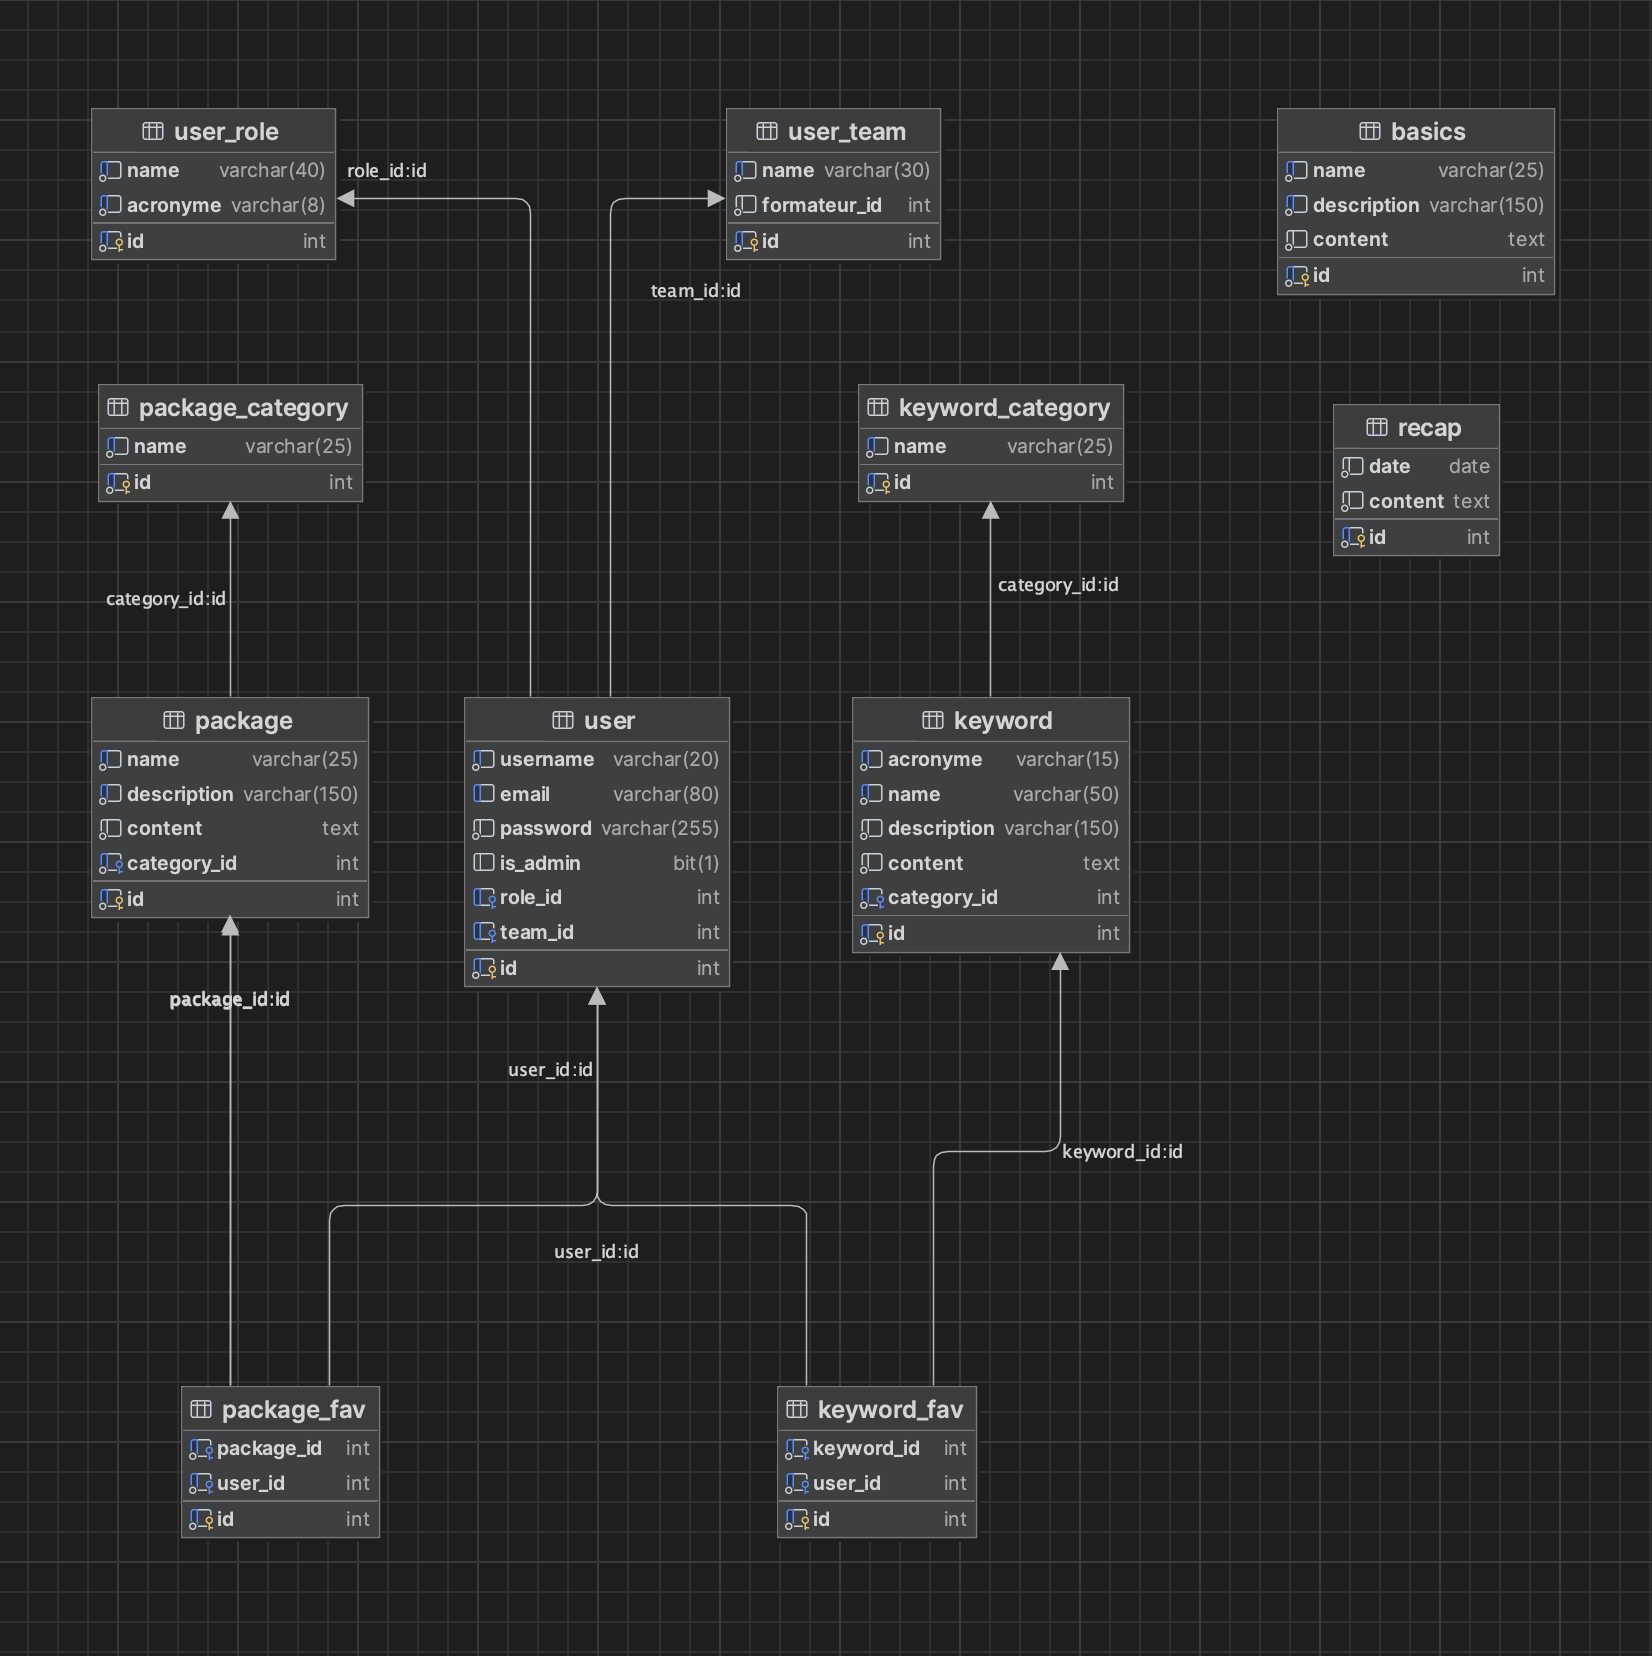 user_role
name varchar(40)
acronyme varchar(8)
id int
role_id:id
user_team
name varchar(30)
formateur_id int
id int
team_id:id
basics
name varchar(25)
description varchar(150)
content text
id int
package_category
name varchar(25)
id int
keyword_category
name varchar(25)
id int
recap
date date
content text
id int
category_id:id
category_id:id
package
name varchar(25)
description varchar(150)
content text
category_id int
id int
user
username varchar(20)
email varchar(80)
password varchar(255)
is_admin bit(1)
role_id int
team_id int
id int
keyword
acronyme varchar(15)
name varchar(50)
description varchar(150)
content text
category_id int
id int
package_id:id
user_id:id
keyword_id:id
user_id:id
package_fav
package_id int
user_id int
id int
keyword_fav
keyword_id int
user_id int
id int